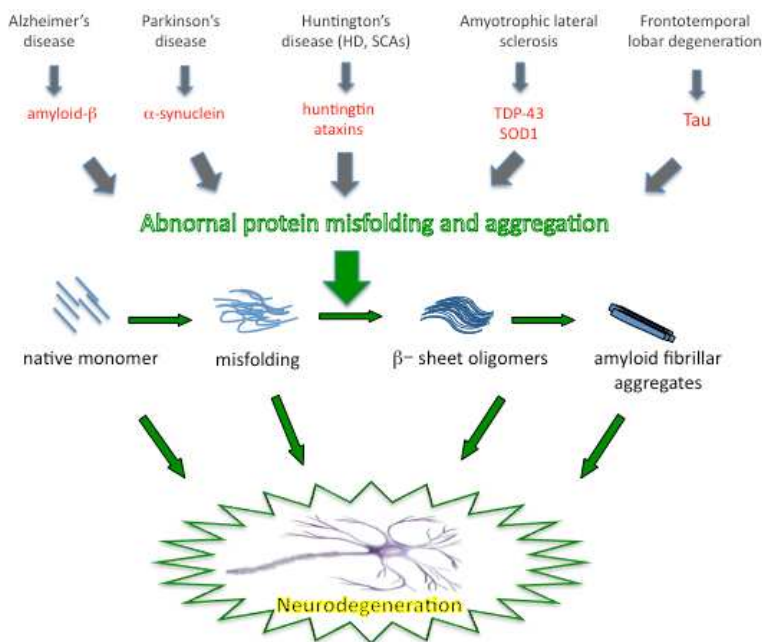 Alzheimer's
disease
Parkinson's
disease
Huntington's
disease (HD, SCAs)
Amyotrophic lateral
sclerosis
Frontotemporal
lobar degeneration
amyloid-β
α-synuclein
huntingtin
ataxins
TDP-43
SOD1
Tau
Abnornal protein misfolding and aggregation
native monomer
misfolding
β- sheet oligomers
amyloid fibrillar
aggregates
Neurodegeneration